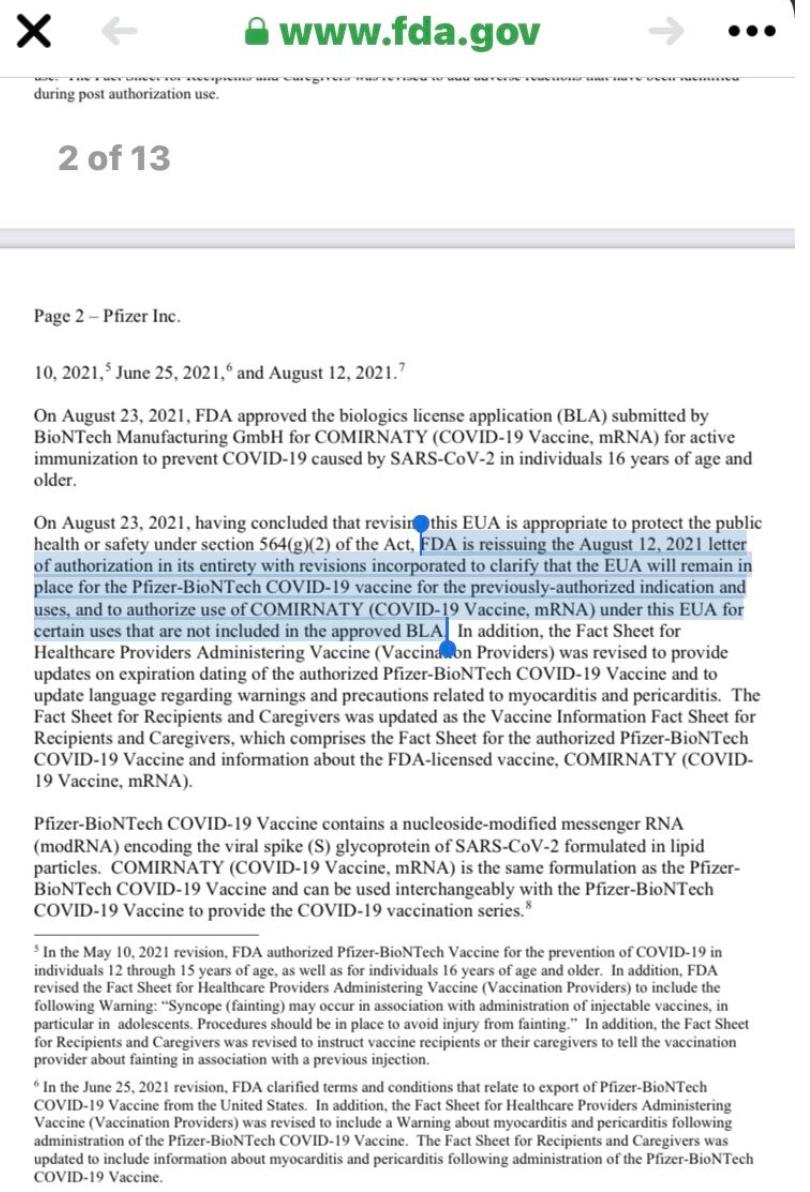 www.fda.gov
use. The Fact Sheet for Recipients and Caregivers was revised to add adverse reactions that have been identified
during post authorization use.
2 of 13
Page 2 – Pfizer Inc.
10, 2021,⁵ June 25, 2021,⁶ and August 12, 2021.⁷
On August 23, 2021, FDA approved the biologics license application (BLA) submitted by
BioNTech Manufacturing GmbH for COMIRNATY (COVID-19 Vaccine, mRNA) for active
immunization to prevent COVID-19 caused by SARS-CoV-2 in individuals 16 years of age and
older.
On August 23, 2021, having concluded that revising this EUA is appropriate to protect the public
health or safety under section 564(g)(2) of the Act, FDA is reissuing the August 12, 2021 letter
of authorization in its entirety with revisions incorporated to clarify that the EUA will remain in
place for the Pfizer-BioNTech COVID-19 vaccine for the previously-authorized indication and
uses, and to authorize use of COMIRNATY (COVID-19 Vaccine, mRNA) under this EUA for
certain uses that are not included in the approved BLA. In addition, the Fact Sheet for
Healthcare Providers Administering Vaccine (Vaccination Providers) was revised to provide
updates on expiration dating of the authorized Pfizer-BioNTech COVID-19 Vaccine and to
update language regarding warnings and precautions related to myocarditis and pericarditis. The
Fact Sheet for Recipients and Caregivers was updated as the Vaccine Information Fact Sheet for
Recipients and Caregivers, which comprises the Fact Sheet for the authorized Pfizer-BioNTech
COVID-19 Vaccine and information about the FDA-licensed vaccine, COMIRNATY (COVID-
19 Vaccine, mRNA).
Pfizer-BioNTech COVID-19 Vaccine contains a nucleoside-modified messenger RNA
(modRNA) encoding the viral spike (S) glycoprotein of SARS-CoV-2 formulated in lipid
particles. COMIRNATY (COVID-19 Vaccine, mRNA) is the same formulation as the Pfizer-
BioNTech COVID-19 Vaccine and can be used interchangeably with the Pfizer-BioNTech
COVID-19 Vaccine to provide the COVID-19 vaccination series.⁸
⁵ In the May 10, 2021 revision, FDA authorized Pfizer-BioNTech Vaccine for the prevention of COVID-19 in
individuals 12 through 15 years of age, as well as for individuals 16 years of age and older. In addition, FDA
revised the Fact Sheet for Healthcare Providers Administering Vaccine (Vaccination Providers) to include the
following Warning: “Syncope (fainting) may occur in association with administration of injectable vaccines, in
particular in adolescents. Procedures should be in place to avoid injury from fainting.” In addition, the Fact Sheet
for Recipients and Caregivers was revised to instruct vaccine recipients or their caregivers to tell the vaccination
provider about fainting in association with a previous injection.
⁶ In the June 25, 2021 revision, FDA clarified terms and conditions that relate to export of Pfizer-BioNTech
COVID-19 Vaccine from the United States. In addition, the Fact Sheet for Healthcare Providers Administering
Vaccine (Vaccination Providers) was revised to include a Warning about myocarditis and pericarditis following
administration of the Pfizer-BioNTech COVID-19 Vaccine. The Fact Sheet for Recipients and Caregivers was
updated to include information about myocarditis and pericarditis following administration of the Pfizer-BioNTech
COVID-19 Vaccine.